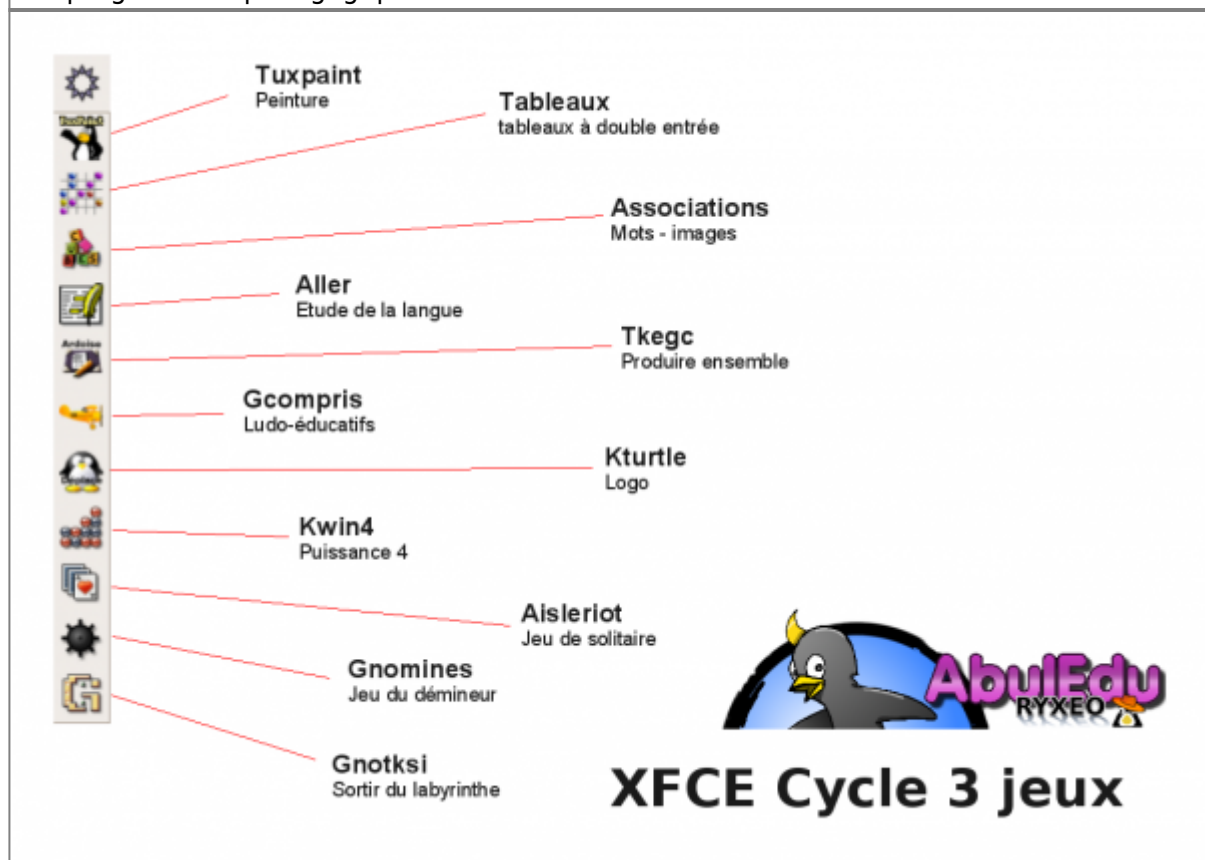 Tuxpaint
Peinture
Tableaux
tableaux à double entrée
Associations
Mots - images
Aller
Etude de la langue
Ardoise
Tkegc
Produire ensemble
Gcompris
Ludo-éducatifs
Kturtle
Logo
Kwin4
Puissance 4
Aisleriot
Jeu de solitaire
Gnomines
Jeu du démineur
Gnotksi
Sortir du labyrinthe
AbulEdu
RYXEO
XFCE Cycle 3 jeux